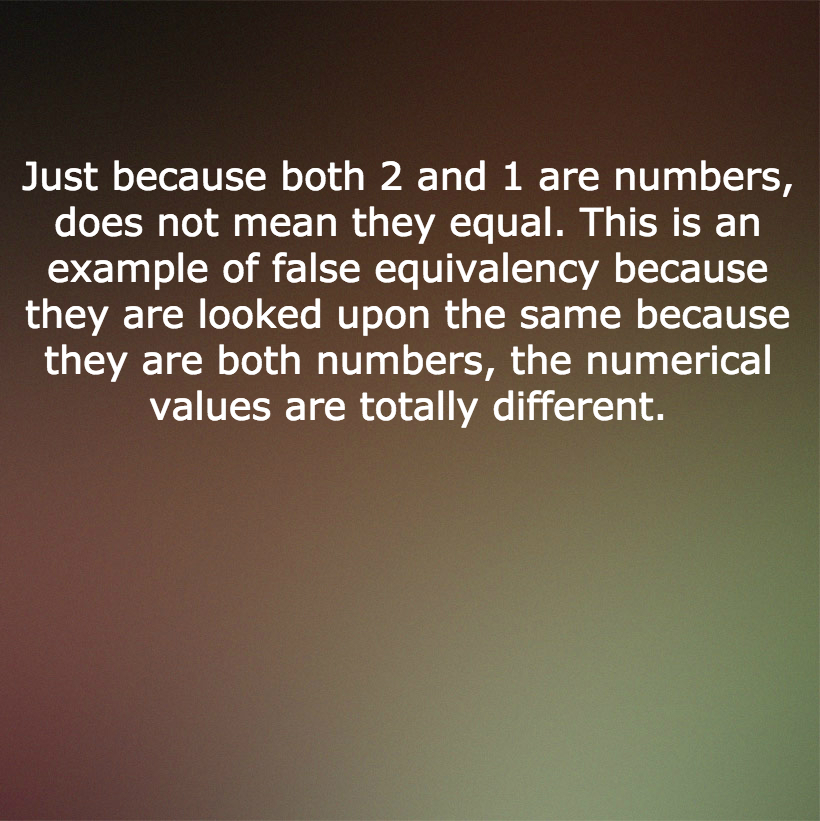 Just because both 2 and 1 are numbers,
does not mean they equal. This is an
example of false equivalency because
they are looked upon the same because
they are both numbers, the numerical
values are totally different.